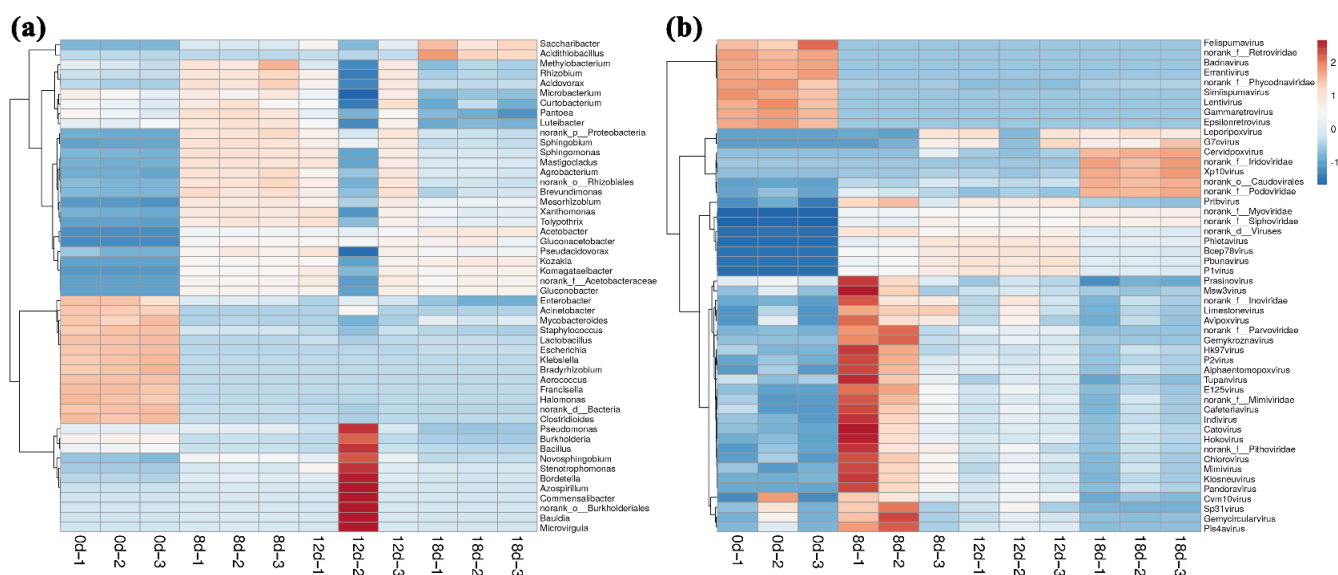 (a)
Saccharibacter
Acidithiobacillus
Methylobacterium
Rhizobium
Acidovorax
Microbacterium
Curtobacterium
Pantoea
Luteibacter
norank_p__Proteobacteria
Sphingobium
Sphingomonas
Mastigocladus
Agrobacterium
norank_o__Rhizobiales
Brevundimonas
Mesorhizobium
Xanthomonas
Tolypothrix
Acetobacter
Gluconacetobacter
Pseudacidovorax
Kozakia
Komagataeibacter
norank_f__Acetobacteraceae
Gluconobacter
Enterobacter
Acinetobacter
Mycobacteroides
Staphylococcus
Lactobacillus
Escherichia
Klebsiella
Bradyrhizobium
Aerococcus
Francisella
Halomonas
norank_d__Bacteria
Clostridioides
Pseudomonas
Burkholderia
Bacillus
Novosphingobium
Stenotrophomonas
Bordetella
Azospirillum
Commensalibacter
norank_o__Burkholderiales
Bauldia
Microvirgula
0d−1
0d−2
0d−3
8d−1
8d−2
8d−3
12d−1
12d−2
12d−3
18d−1
18d−2
18d−3
(b)
Felispumavirus
norank_f__Retroviridae
Badnavirus
Errantivirus
norank_f__Phycodnaviridae
Simiispumavirus
Lentivirus
Gammaretrovirus
Epsilonretrovirus
Leporipoxvirus
G7cvirus
Cervidpoxvirus
norank_f__Iridoviridae
Xp10virus
norank_o__Caudovirales
norank_f__Podoviridae
Prtbvirus
norank_f__Myoviridae
norank_f__Siphoviridae
norank_d__Viruses
Phietavirus
Bcep78virus
Pbunavirus
P1virus
Prasinovirus
Msw3virus
norank_f__Inoviridae
Limestonevirus
Avipoxvirus
norank_f__Parvoviridae
Gemykroznavirus
Hk97virus
P2virus
Alphaentomopoxvirus
Tupanvirus
E125virus
norank_f__Mimiviridae
Cafeteriavirus
Indivirus
Catovirus
Hokovirus
norank_f__Pithoviridae
Chlorovirus
Mimivirus
Klosneuvirus
Pandoravirus
Cvm10virus
Sp31virus
Gemycircularvirus
Pis4avirus
0d−1
0d−2
0d−3
8d−1
8d−2
8d−3
12d−1
12d−2
12d−3
18d−1
18d−2
18d−3
2
1
0
−1